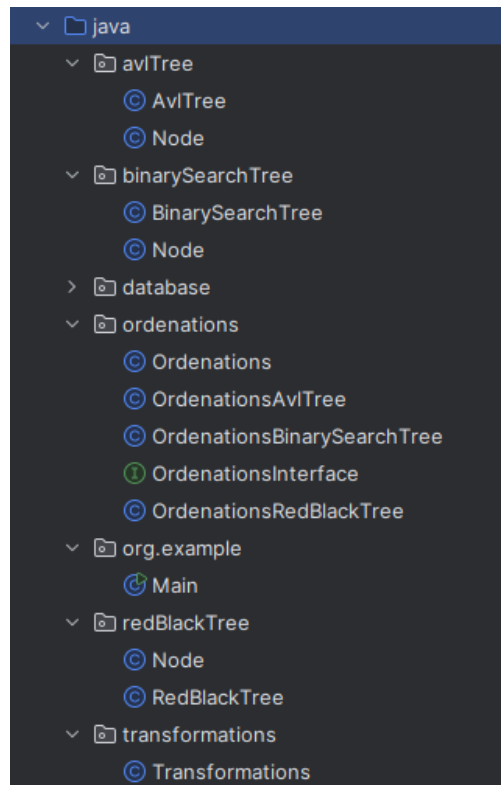 java
avlTree
AvlTree
Node
binarySearchTree
BinarySearchTree
Node
database
ordenations
Ordenations
OrdenationsAvlTree
OrdenationsBinarySearchTree
OrdenationsInterface
OrdenationsRedBlackTree
org.example
Main
redBlackTree
Node
RedBlackTree
transformations
Transformations